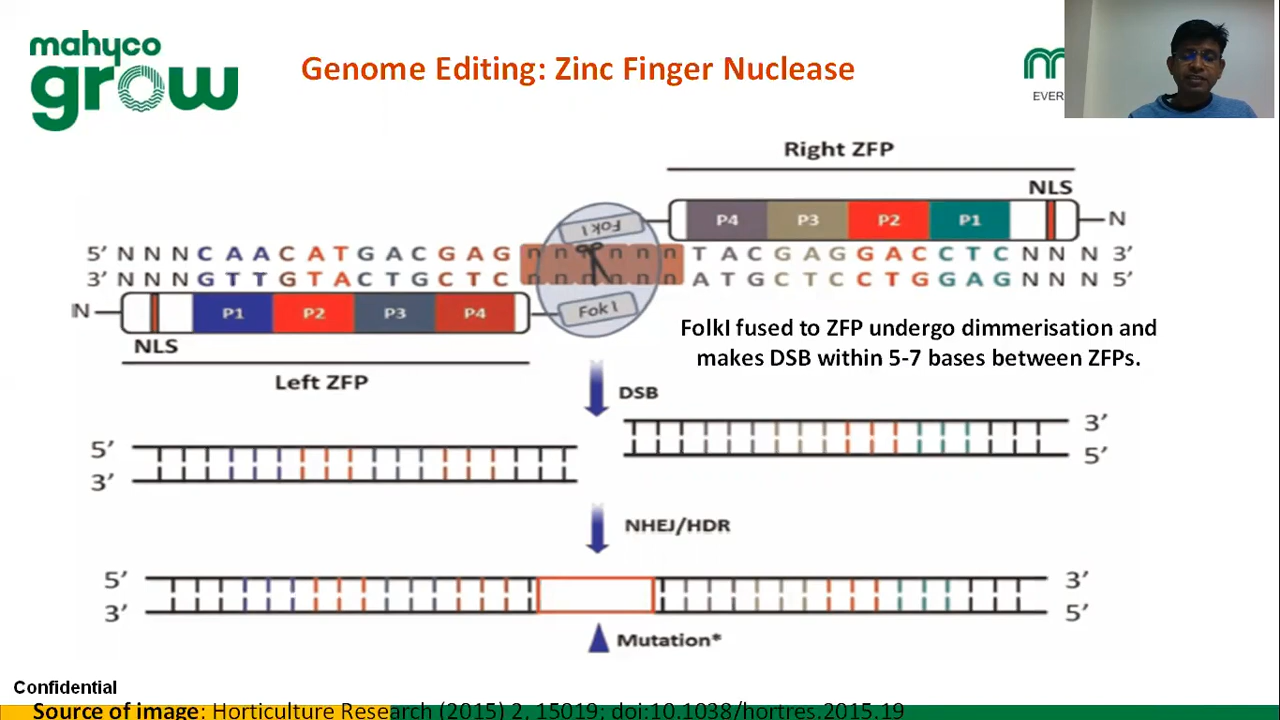 mahyco
grow
Genome Editing: Zinc Finger Nuclease
EVER
Right ZFP
NLS
P4 P3 P2 P1 N
Fok I
5’ N N N C A A C A T G A C G A G n n n n n n n T A C G A G G A C C T C N N N 3’
3’ N N N G T T G T A C T G C T C n n n n n n n A T G C T C C T G G A G N N N 5’
N P1 P2 P3 P4 Fok I
NLS
Left ZFP
FolkI fused to ZFP undergo dimmerisation and
makes DSB within 5-7 bases between ZFPs.
DSB
5’ 3’
3’ 5’
NHEJ/HDR
5’ 3’
3’ 5’
Mutation*
Confidential
Source of image: Horticulture Research (2015) 2, 15019; doi:10.1038/hortres.2015.19